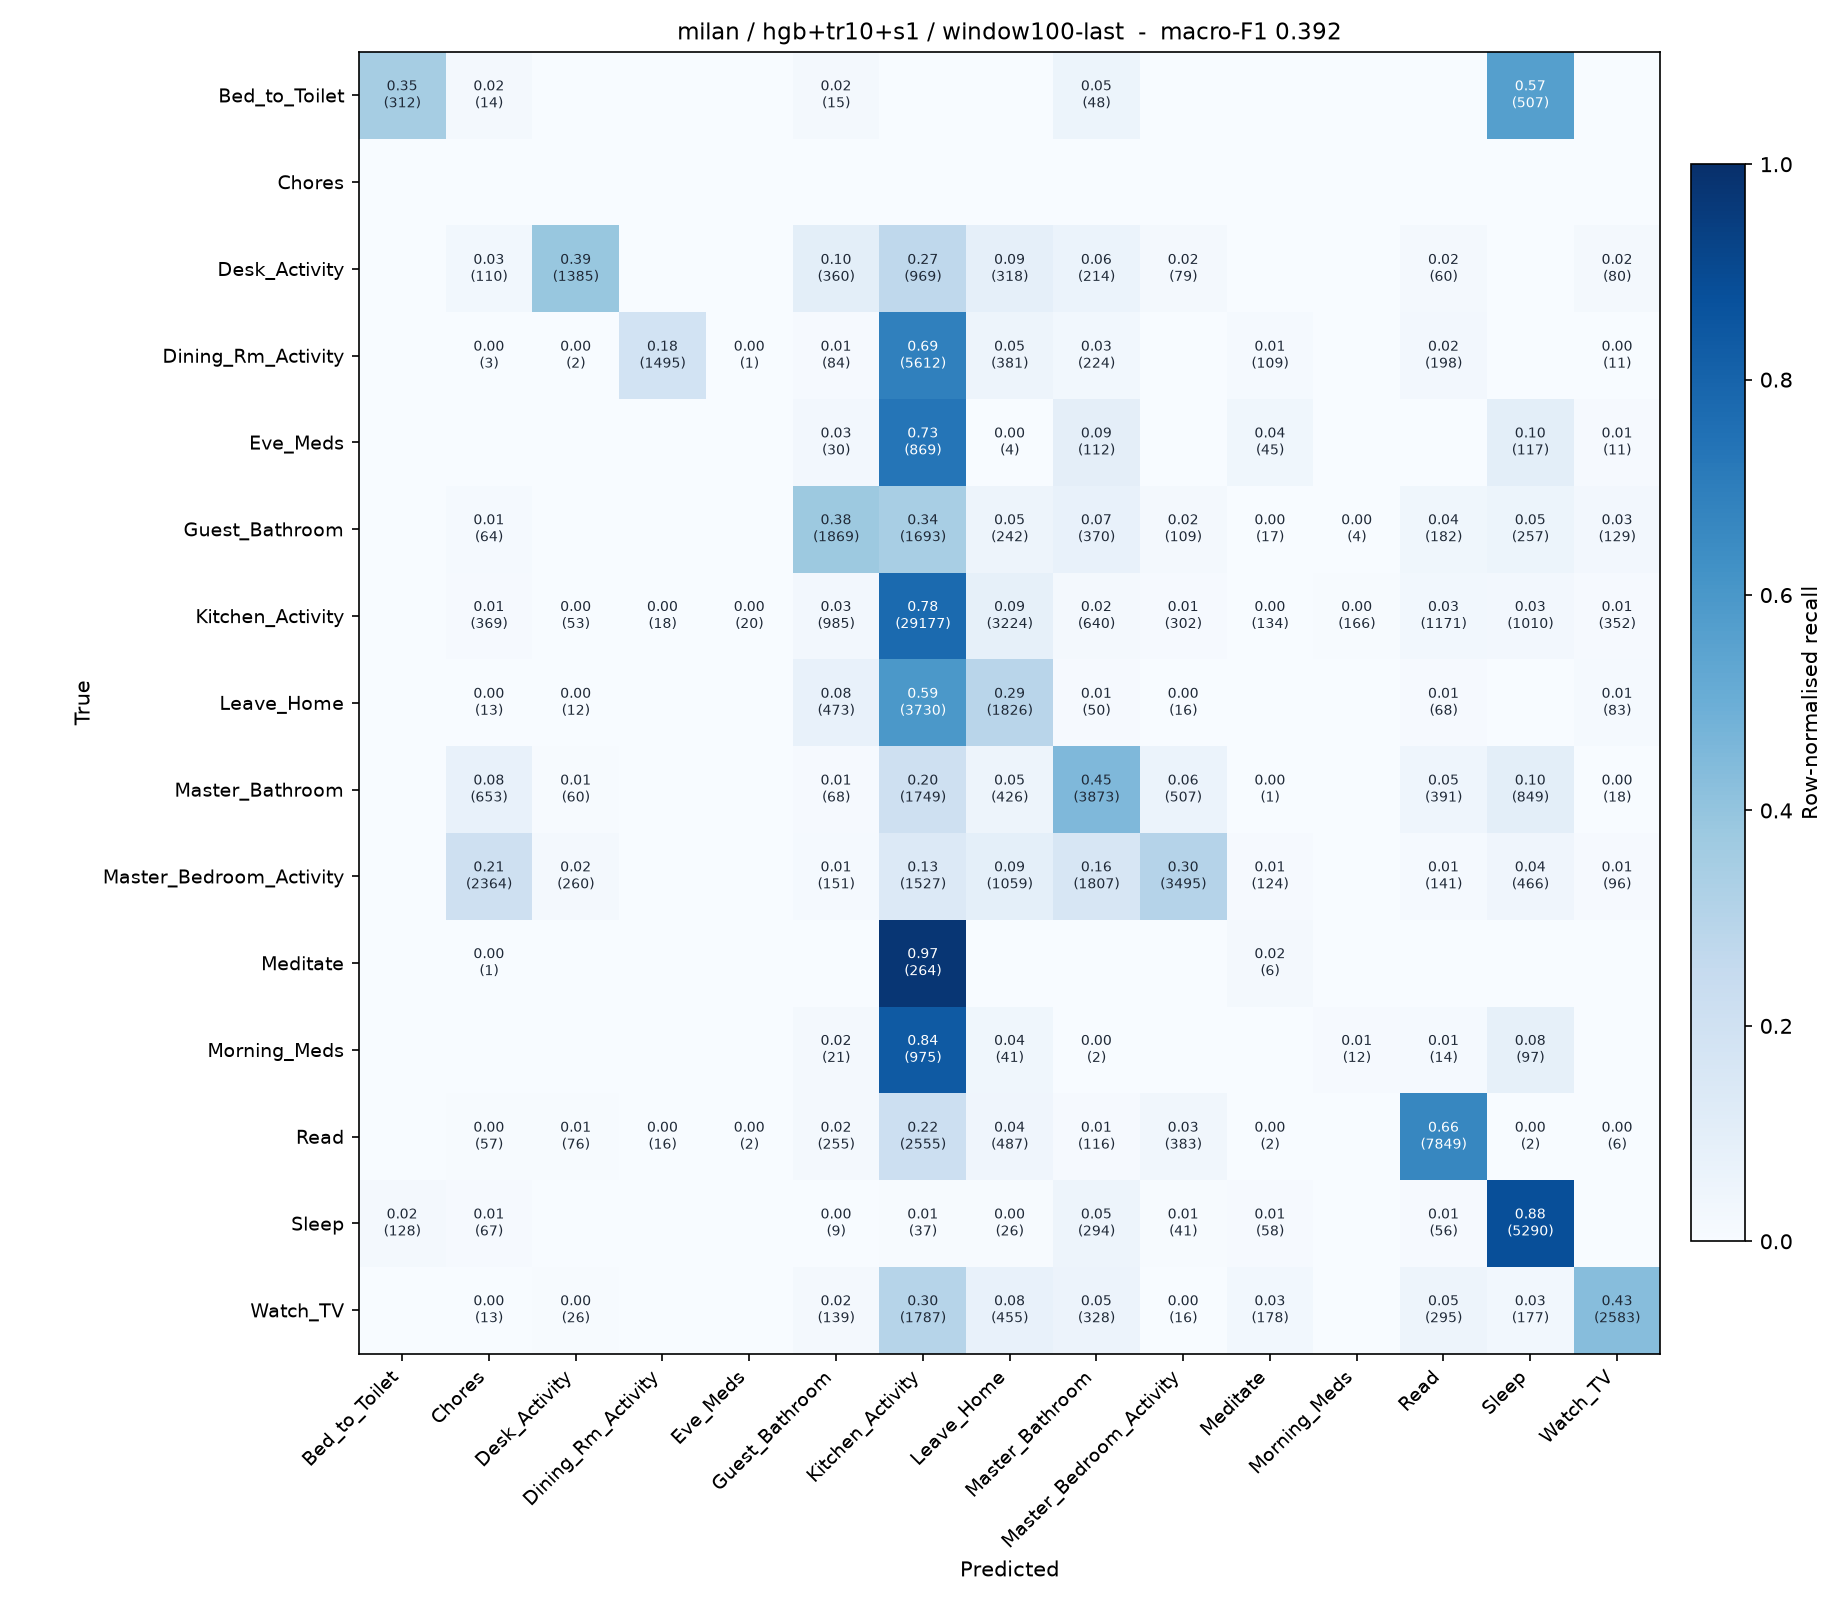 milan / hgb+tr10+s1 / window100-last - macro-F1 0.392
Bed_to_Toilet
0.35 0.02 0.02 0.05 0.57
(312) (14) (15) (48) (507)
Chores
Desk_Activity
0.03 0.39 0.10 0.27 0.09 0.06 0.02 0.02 0.02
(110) (1385) (360) (969) (318) (214) (79) (60) (80)
Dining_Rm_Activity
0.00 0.00 0.18 0.00 0.01 0.69 0.05 0.03 0.01 0.02 0.00
(3) (2) (1495) (1) (84) (5612) (381) (224) (109) (198) (11)
Eve_Meds
0.03 0.73 0.00 0.09 0.04 0.10 0.01
(30) (869) (4) (112) (45) (117) (11)
Guest_Bathroom
0.01 0.38 0.34 0.05 0.07 0.02 0.00 0.00 0.04 0.05 0.03
(64) (1869) (1693) (242) (370) (109) (17) (4) (182) (257) (129)
Kitchen_Activity
0.01 0.00 0.00 0.00 0.03 0.78 0.09 0.02 0.01 0.00 0.00 0.03 0.03 0.01
(369) (53) (18) (20) (985) (29177) (3224) (640) (302) (134) (166) (1171) (1010) (352)
Leave_Home
0.00 0.00 0.08 0.59 0.29 0.01 0.00 0.01 0.01
(13) (12) (473) (3730) (1826) (50) (16) (68) (83)
Master_Bathroom
0.08 0.01 0.01 0.20 0.05 0.45 0.06 0.00 0.05 0.10 0.00
(653) (60) (68) (1749) (426) (3873) (507) (1) (391) (849) (18)
Master_Bedroom_Activity
0.21 0.02 0.01 0.13 0.09 0.16 0.30 0.01 0.01 0.04 0.01
(2364) (260) (151) (1527) (1059) (1807) (3495) (124) (141) (466) (96)
Meditate
0.00 0.97 0.02
(1) (264) (6)
Morning_Meds
0.02 0.84 0.04 0.00 0.01 0.01 0.08
(21) (975) (41) (2) (12) (14) (97)
Read
0.00 0.01 0.00 0.00 0.02 0.22 0.04 0.01 0.03 0.00 0.66 0.00 0.00
(57) (76) (16) (2) (255) (2555) (487) (116) (383) (2) (7849) (2) (6)
Sleep
0.02 0.01 0.00 0.01 0.00 0.05 0.01 0.01 0.01 0.88
(128) (67) (9) (37) (26) (294) (41) (58) (56) (5290)
Watch_TV
0.00 0.00 0.02 0.30 0.08 0.05 0.00 0.03 0.05 0.03 0.43
(13) (26) (139) (1787) (455) (328) (16) (178) (295) (177) (2583)
True
Bed_to_Toilet
Chores
Desk_Activity
Dining_Rm_Activity
Eve_Meds
Guest_Bathroom
Kitchen_Activity
Leave_Home
Master_Bathroom
Master_Bedroom_Activity
Meditate
Morning_Meds
Read
Sleep
Watch_TV
Predicted
1.0
0.8
0.6
0.4
0.2
0.0
Row-normalised recall